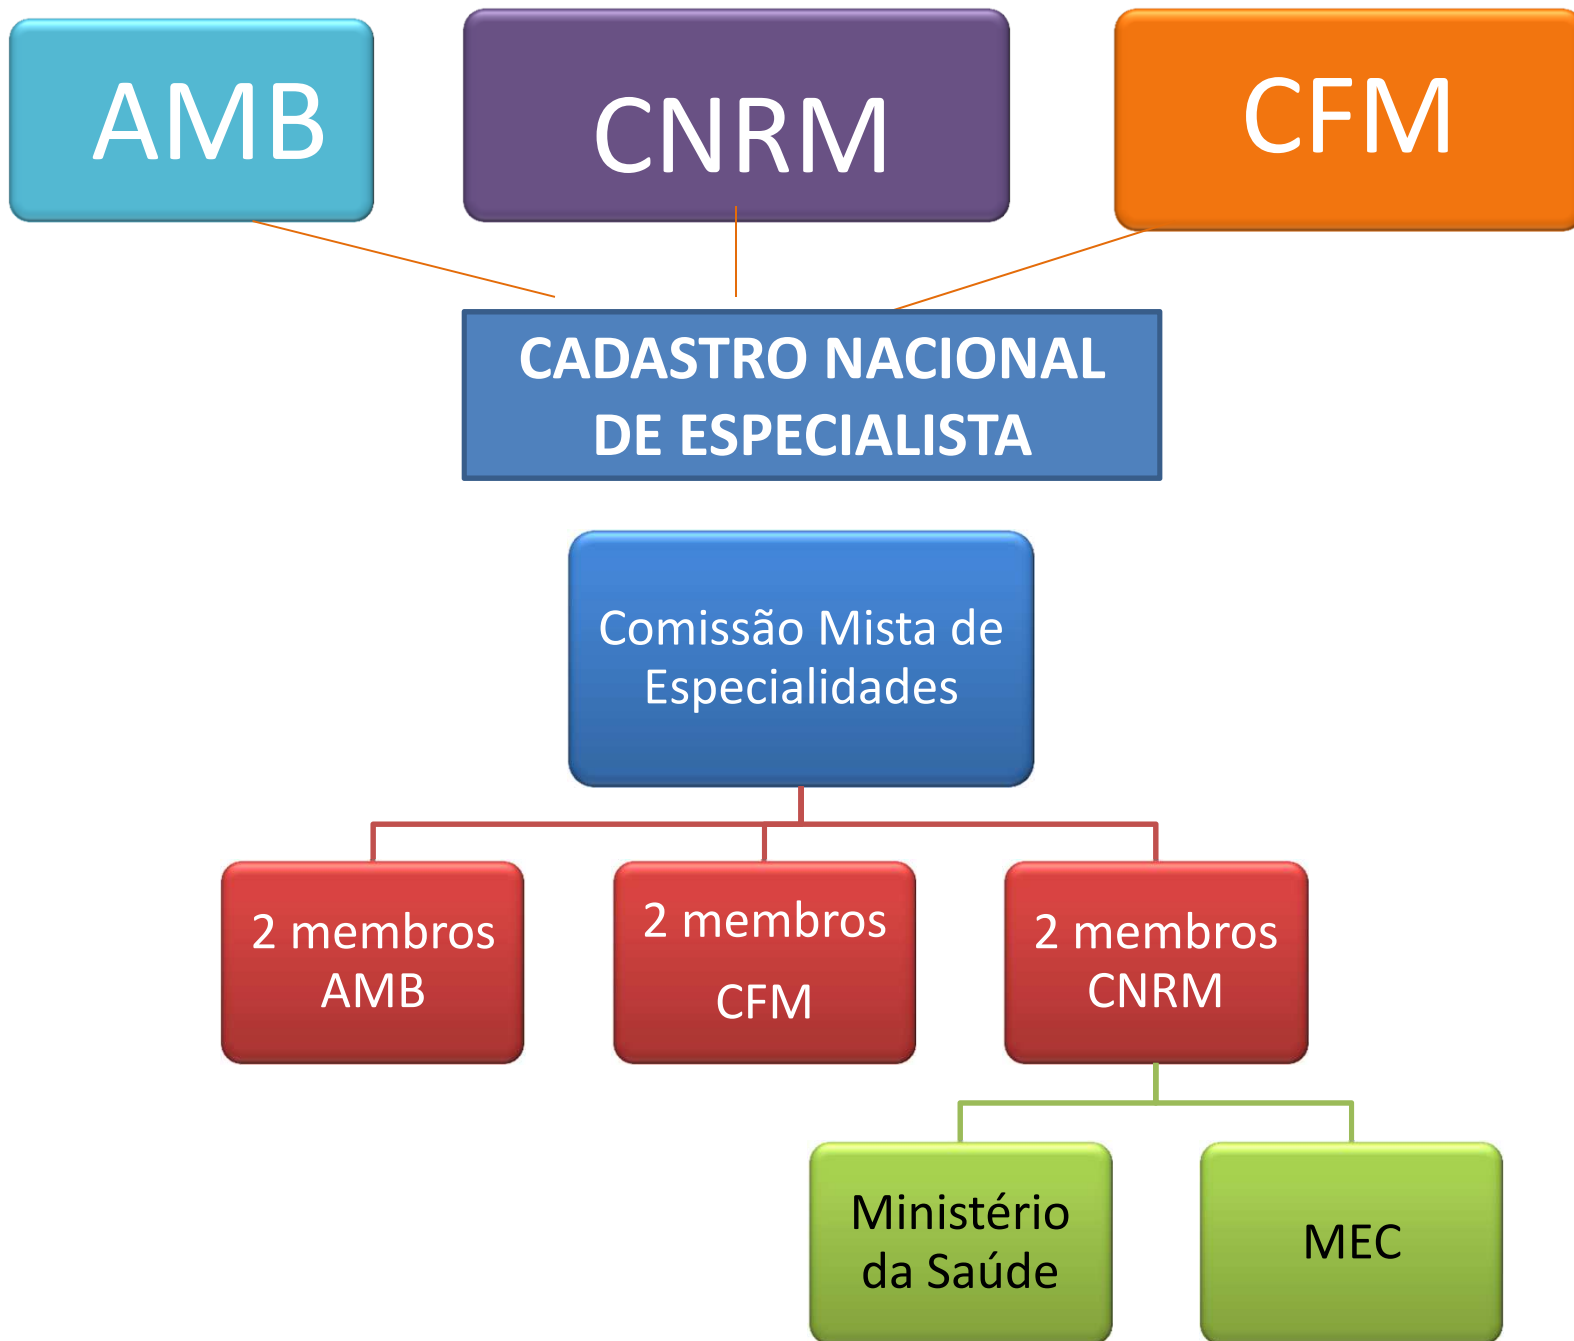 AMB
CNRM
CFM
CADASTRO NACIONAL
DE ESPECIALISTA
Comissão Mista de
Especialidades
2 membros
AMB
2 membros
CFM
2 membros
CNRM
Ministério
da Saúde
MEC